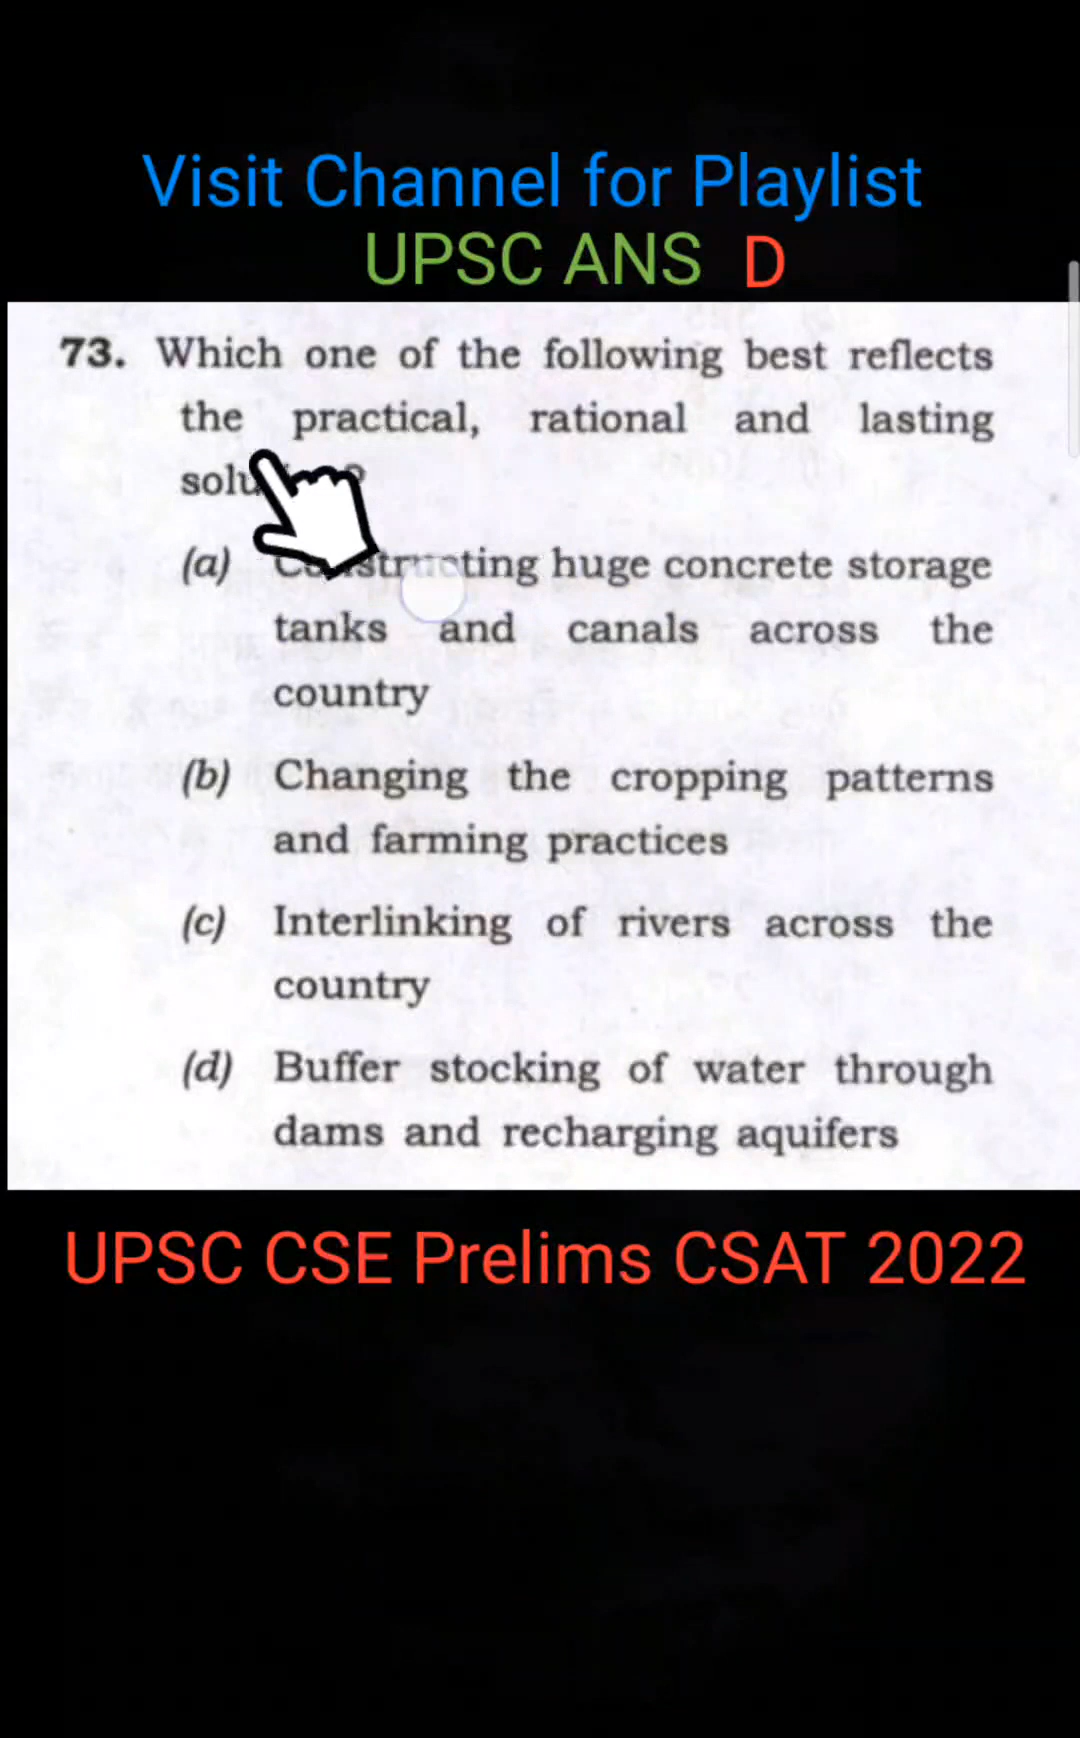 Visit Channel for Playlist
UPSC ANS D
73. Which one of the following best reflects
the practical, rational and lasting
(a) Constructing huge concrete storage
tanks and canals across the
country
(b) Changing the cropping patterns
and farming practices
(c) Interlinking of rivers across the
country
(d) Buffer stocking of water through
dams and recharging aquifers
UPSC CSE Prelims CSAT 2022